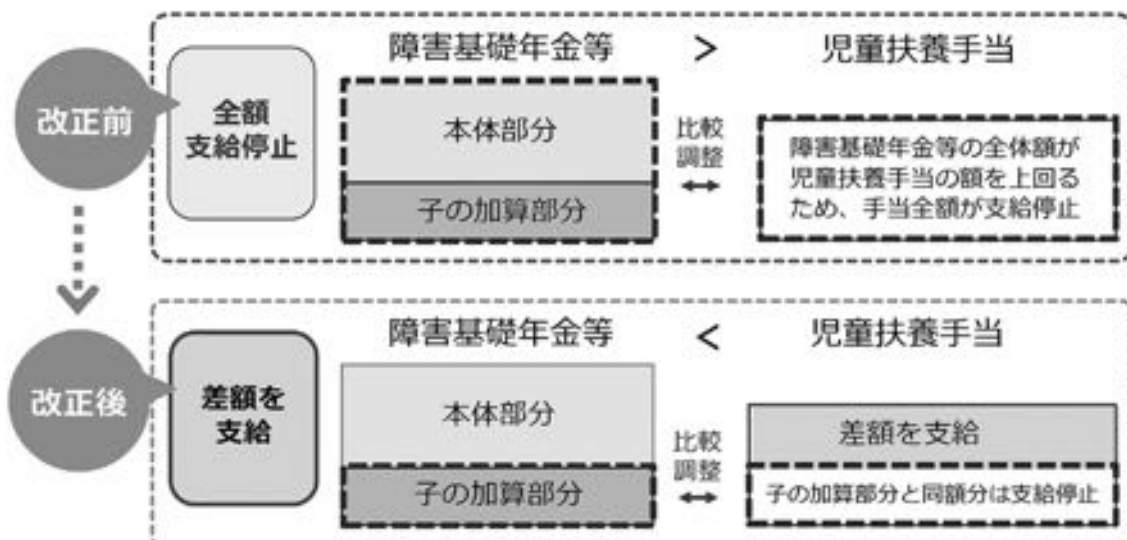 障害基礎年金等 > 児童扶養手当
改正前
全額
支給停止
本体部分
子の加算部分
比較
調整
障害基礎年金等の全体額が
児童扶養手当の額を上回る
ため、手当全額が支給停止
障害基礎年金等 < 児童扶養手当
改正後
差額を
支給
本体部分
子の加算部分
比較
調整
差額を支給
子の加算部分と同額分は支給停止